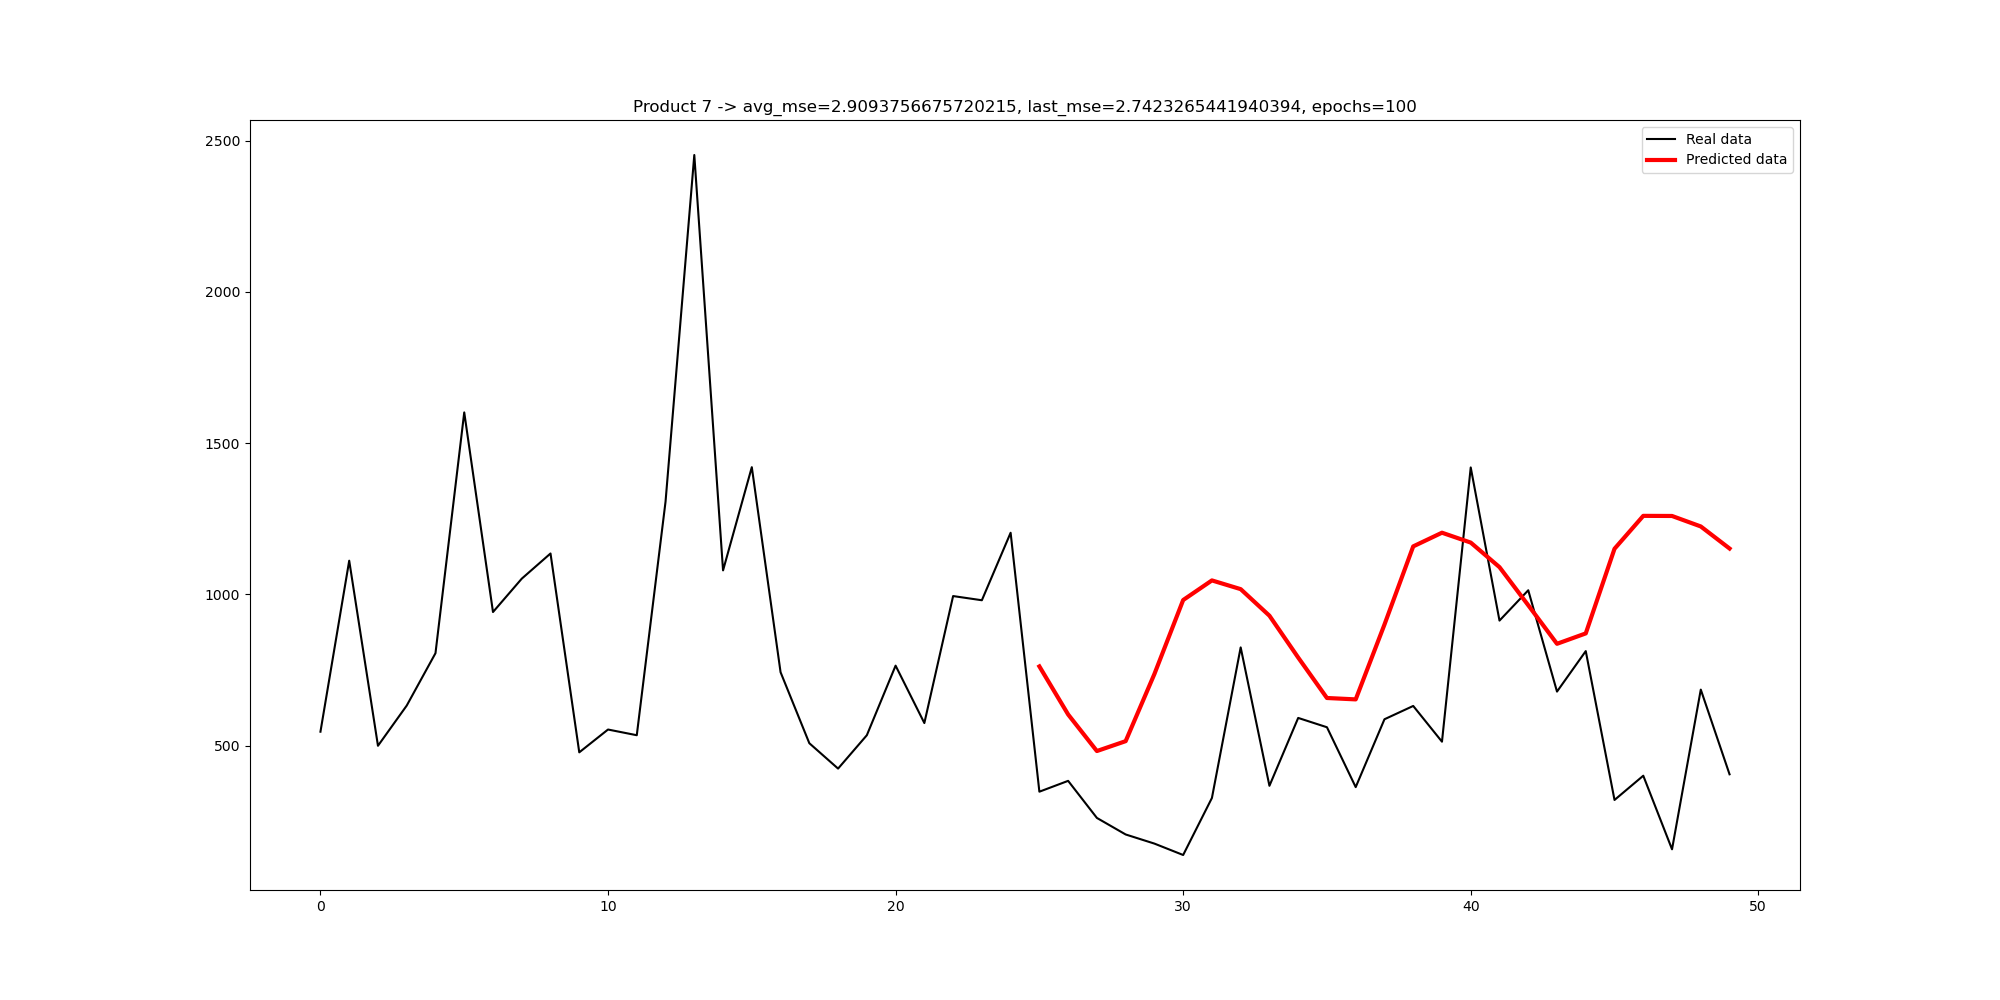 Product 7 -> avg_mse=2.9093756675720215, last_mse=2.7423265441940394, epochs=100
Real data
Predicted data
2500
2000
1500
1000
500
0 10 20 30 40 50